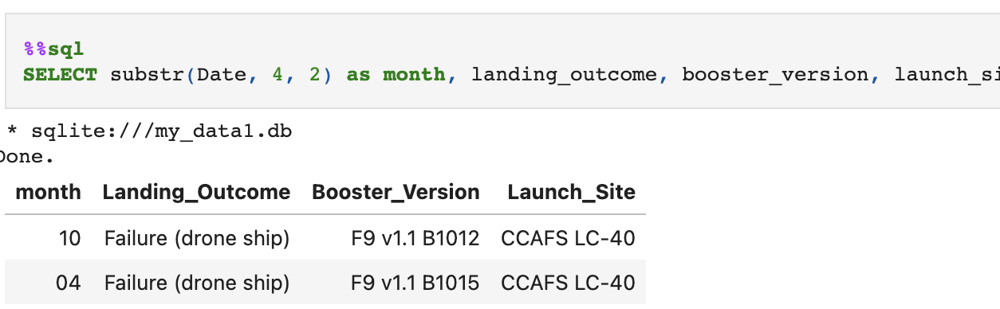 %%sql
SELECT substr(Date, 4, 2) as month, landing_outcome, booster_version, launch_si
* sqlite:///my_data1.db
Done.
month Landing_Outcome Booster_Version Launch_Site
10 Failure (drone ship) F9 v1.1 B1012 CCAFS LC-40
04 Failure (drone ship) F9 v1.1 B1015 CCAFS LC-40